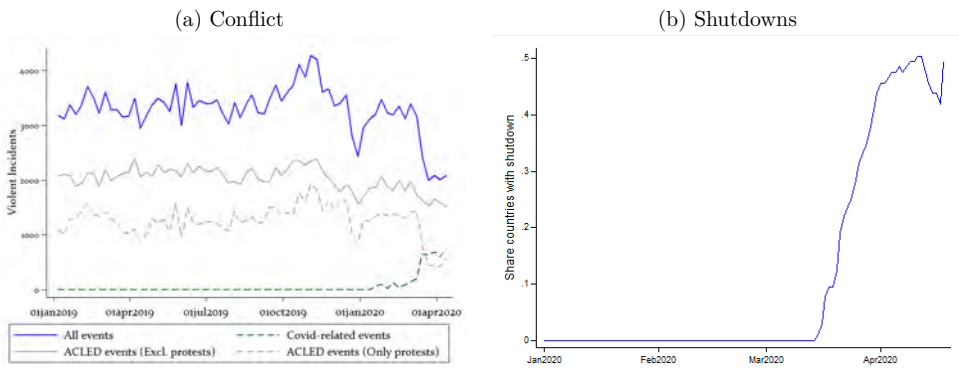 (a) Conflict
(b) Shutdowns
Violent Incidents
4000
3000
2000
1000
0
01jan2019 01apr2019 01jul2019 01oct2019 01jan2020 01apr2020
All events Covid-related events
ACLED events (Excl. protests) ACLED events (Only protests)
Share countries with shutdown
.5
.4
.3
.2
.1
0
Jan2020 Feb2020 Mar2020 Apr2020